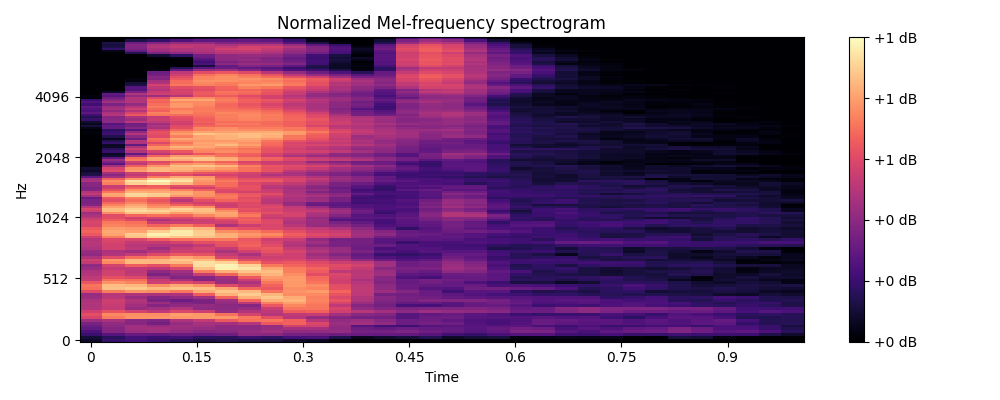 Normalized Mel-frequency spectrogram
Hz
4096
2048
1024
512
0
0 0.15 0.3 0.45 0.6 0.75 0.9
Time
+1 dB
+1 dB
+1 dB
+0 dB
+0 dB
+0 dB